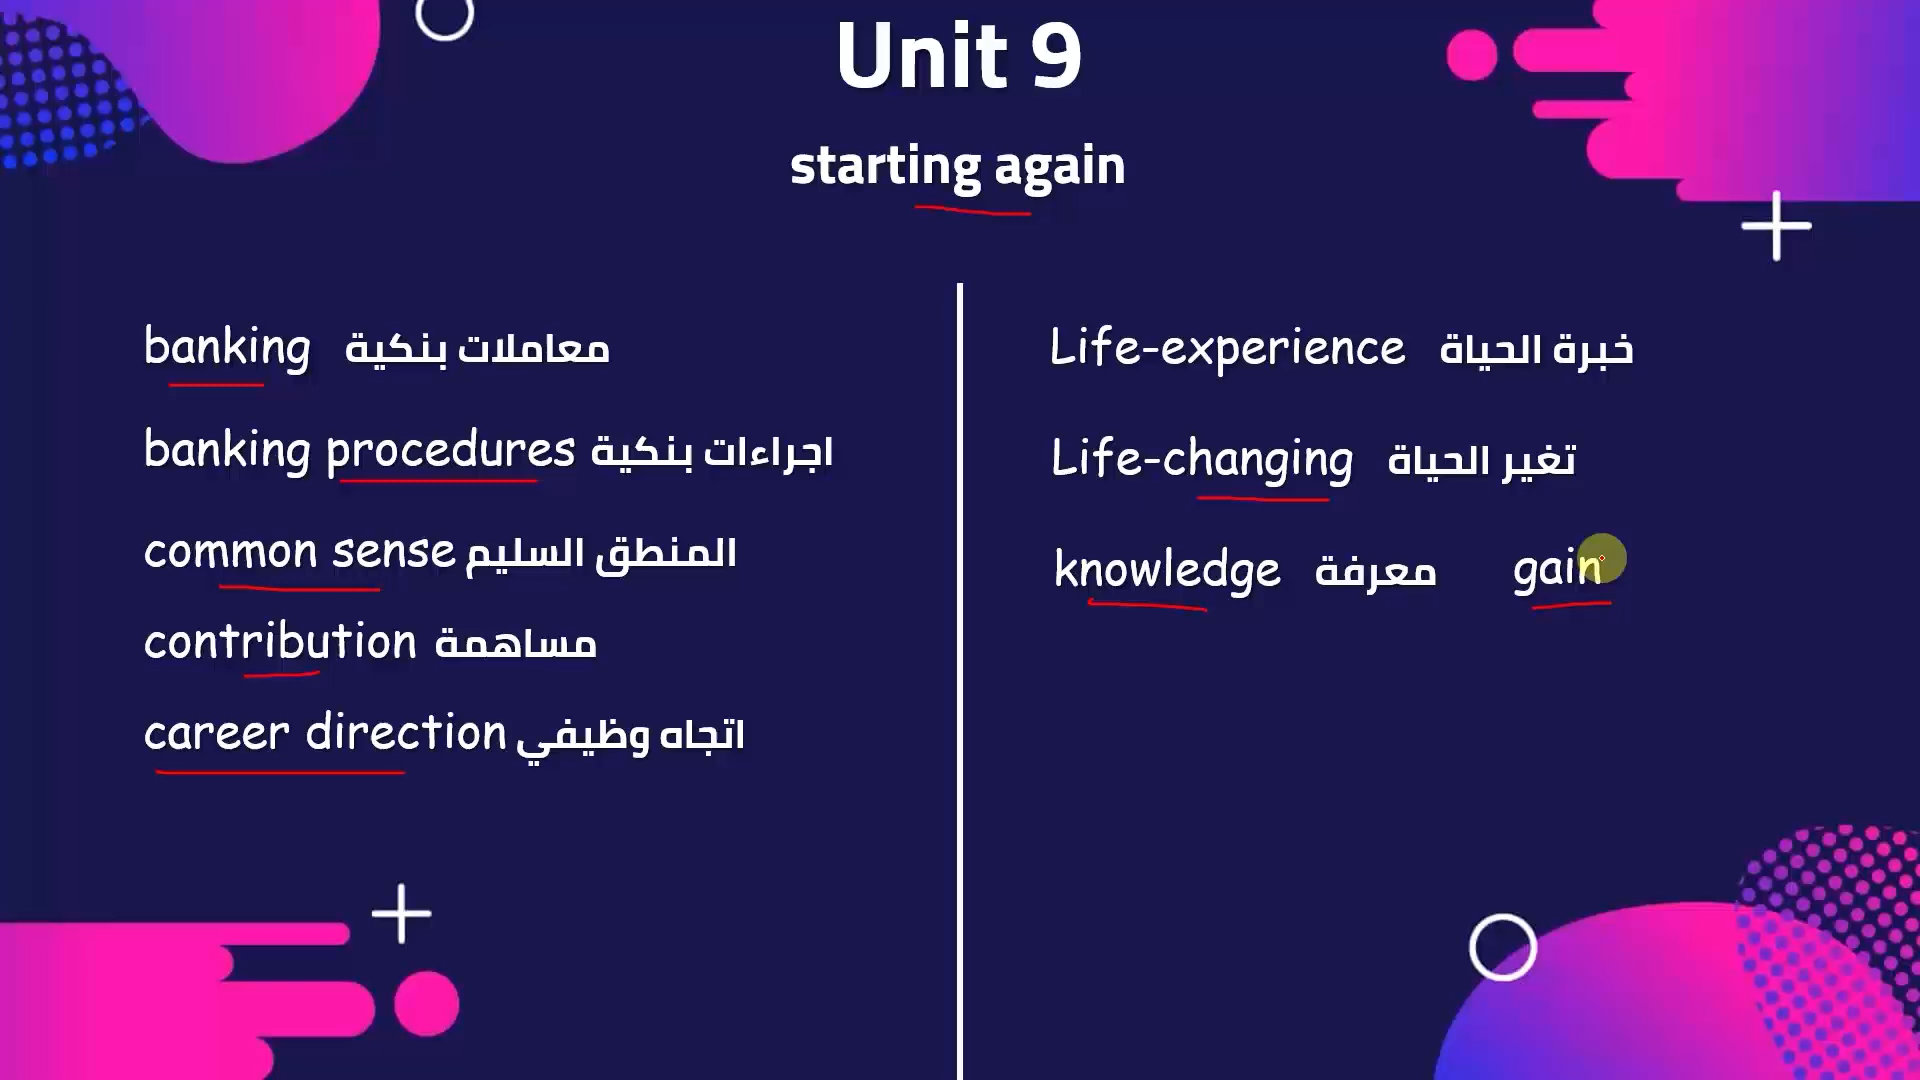 Unit 9
starting again
banking معاملات بنكية
banking procedures اجراءات بنكية
common sense المنطق السليم
contribution مساهمة
career direction اتجاه وظيفي
Life-experience خبرة الحياة
Life-changing تغير الحياة
knowledge معرفة gain